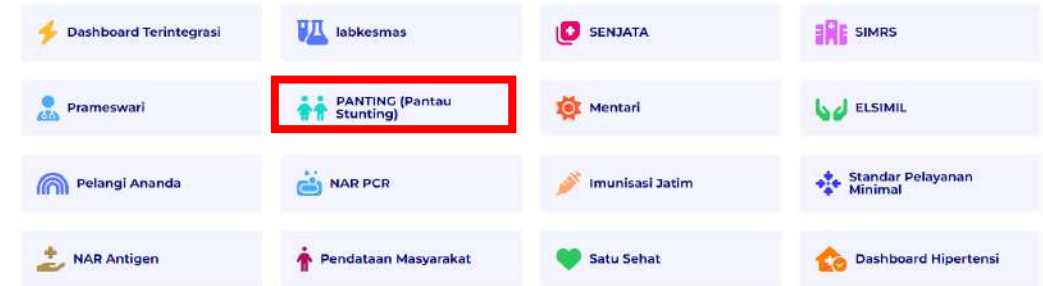 Dashboard Terintegrasi
labkesmas
SENJATA
SIMRS
Prameswari
PANTING (Pantau
Stunting)
Mentari
ELSIMIL
Pelangi Ananda
NAR PCR
Imunisasi Jatim
Standar Pelayanan
Minimal
NAR Antigen
Pendataan Masyarakat
Satu Sehat
Dashboard Hipertensi